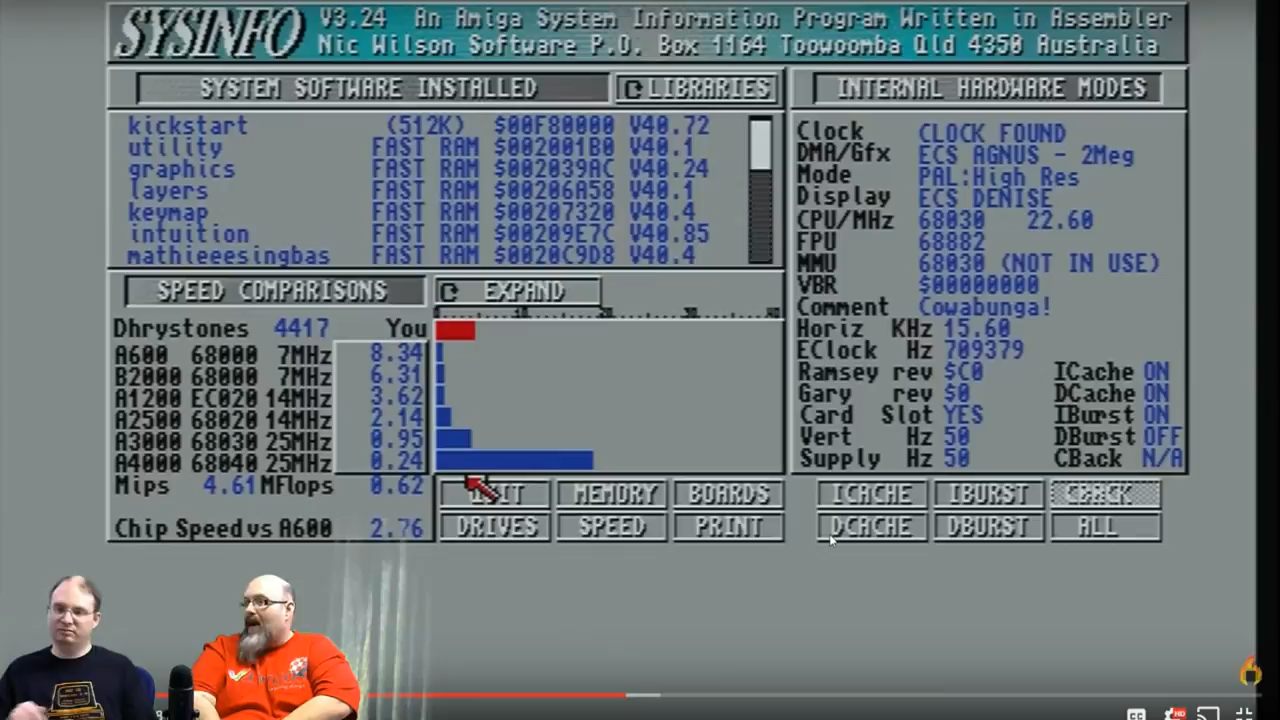 SYSINFO
V3.24 An Amiga System Information Program Written in Assembler
Nic Wilson Software P.O. Box 1164 Toowoomba Qld 4350 Australia
SYSTEM SOFTWARE INSTALLED
LIBRARIES
kickstart (512K) $00F80000 V40.72
utility FAST RAM $002001B0 V40.1
graphics FAST RAM $002039AC V40.24
layers FAST RAM $00206A58 V40.1
keymap FAST RAM $00207320 V40.4
intuition FAST RAM $00209E7C V40.85
mathieeesingbas FAST RAM $0020C9D8 V40.4
INTERNAL HARDWARE MODES
Clock CLOCK FOUND
DMA/Gfx ECS AGNUS - 2Meg
Mode PAL:High Res
Display ECS DENISE
CPU/MHz 68030 22.60
FPU 68882
MMU 68030 (NOT IN USE)
VBR $00000000
Comment Cowabunga!
Horiz KHz 15.60
EClock Hz 709379
Ramsey rev $C0 ICache ON
Gary rev $0 DCache ON
Card Slot YES IBurst ON
Vert Hz 50 DBurst OFF
Supply Hz 50 CBack N/A
SPEED COMPARISONS
EXPAND
Dhrystones 4417 You
A600 68000 7MHz 8.34
B2000 68000 7MHz 6.31
A1200 EC020 14MHz 3.62
A2500 68020 14MHz 2.14
A3000 68030 25MHz 0.95
A4000 68040 25MHz 0.24
Mips 4.61 MFlops 0.62
Chip Speed vs A600 2.76
10 20 30 40
QUIT MEMORY BOARDS
DRIVES SPEED PRINT
ICACHE IBURST CBACK
DCACHE DBURST ALL
CC HD